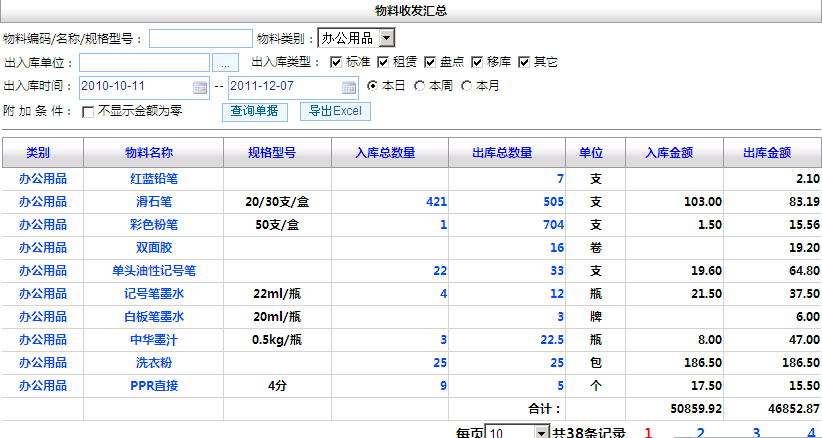 物料收发汇总
物料编码/名称/规格型号： 物料类别： 办公用品
出入库单位： ... 出入库类型： 标准 租赁 盘点 移库 其它
出入库时间： 2010-10-11 -- 2011-12-07 本日 本周 本月
附 加 条 件： 不显示金额为零 查询单据 导出Excel
类别 物料名称 规格型号 入库总数量 出库总数量 单位 入库金额 出库金额
办公用品 红蓝铅笔 7 支 2.10
办公用品 滑石笔 20/30支/盒 421 505 支 103.00 83.19
办公用品 彩色粉笔 50支/盒 1 704 支 1.50 15.56
办公用品 双面胶 16 卷 19.20
办公用品 单头油性记号笔 22 33 支 19.60 64.80
办公用品 记号笔墨水 22ml/瓶 4 12 瓶 21.50 37.50
办公用品 白板笔墨水 20ml/瓶 3 牌 6.00
办公用品 中华墨汁 0.5kg/瓶 3 22.5 瓶 8.00 47.00
办公用品 洗衣粉 25 25 包 186.50 186.50
办公用品 PPR直接 4分 9 5 个 17.50 15.50
合计： 50859.92 46852.87
每页 10 共38条记录 1 2 3 4